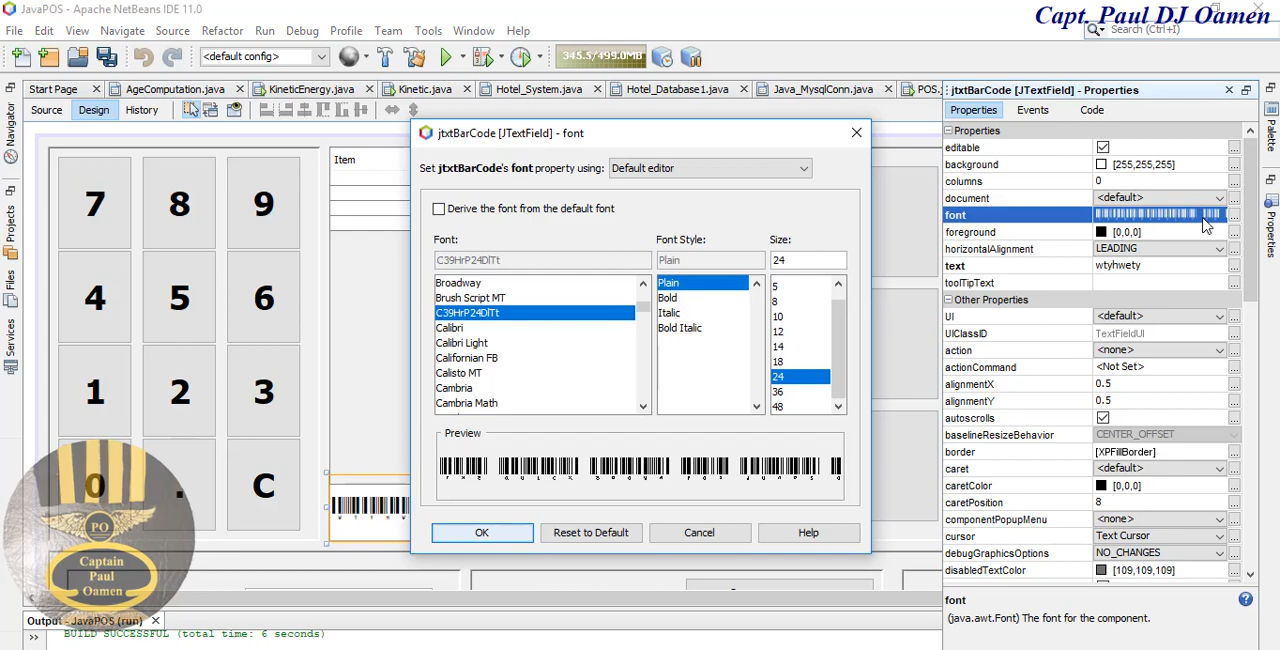 JavaPOS - Apache NetBeans IDE 11.0
Capt. Paul DJ Oamen
File Edit View Navigate Source Refactor Run Debug Profile Team Tools Window Help
Search (Ctrl+I)
<default config>
345.5/499.0MB
Start Page
AgeComputation.java
KineticEnergy.java
Kinetic.java
Hotel_System.java
Hotel_Database1.java
Java_MysqlConn.java
POS.
Source Design History
Navigator
Projects
Files
Services
7 8 9
4 5 6
1 2 3
0 . C
Item
jtxtBarCode [JTextField] - font
Set jtxtBarCode's font property using: Default editor
Derive the font from the default font
Font: Font Style: Size:
C39HrP24DlTt Plain 24
Broadway
Brush Script MT
C39HrP24DlTt
Calibri
Calibri Light
Californian FB
Calisto MT
Cambria
Cambria Math
Plain
Bold
Italic
Bold Italic
5
8
10
12
14
18
24
36
48
Preview
OK Reset to Default Cancel Help
jtxtBarCode [JTextField] - Properties
Properties Events Code
Properties
editable
background [255,255,255]
columns 0
document <default>
font
foreground [0,0,0]
horizontalAlignment LEADING
text wtyhwety
toolTipText
Other Properties
UI <default>
UIClassID TextFieldUI
action <none>
actionCommand <Not Set>
alignmentX 0.5
alignmentY 0.5
autoscrolls
baselineResizeBehavior CENTER_OFFSET
border [XPFillBorder]
caret <default>
caretColor [0,0,0]
caretPosition 8
componentPopupMenu <none>
cursor Text Cursor
debugGraphicsOptions NO_CHANGES
disabledTextColor [109,109,109]
font
(java.awt.Font) The font for the component.
Palette
Properties
PO
Captain
Paul
Oamen
Output - JavaPOS (run)
BUILD SUCCESSFUL (total time: 6 seconds)